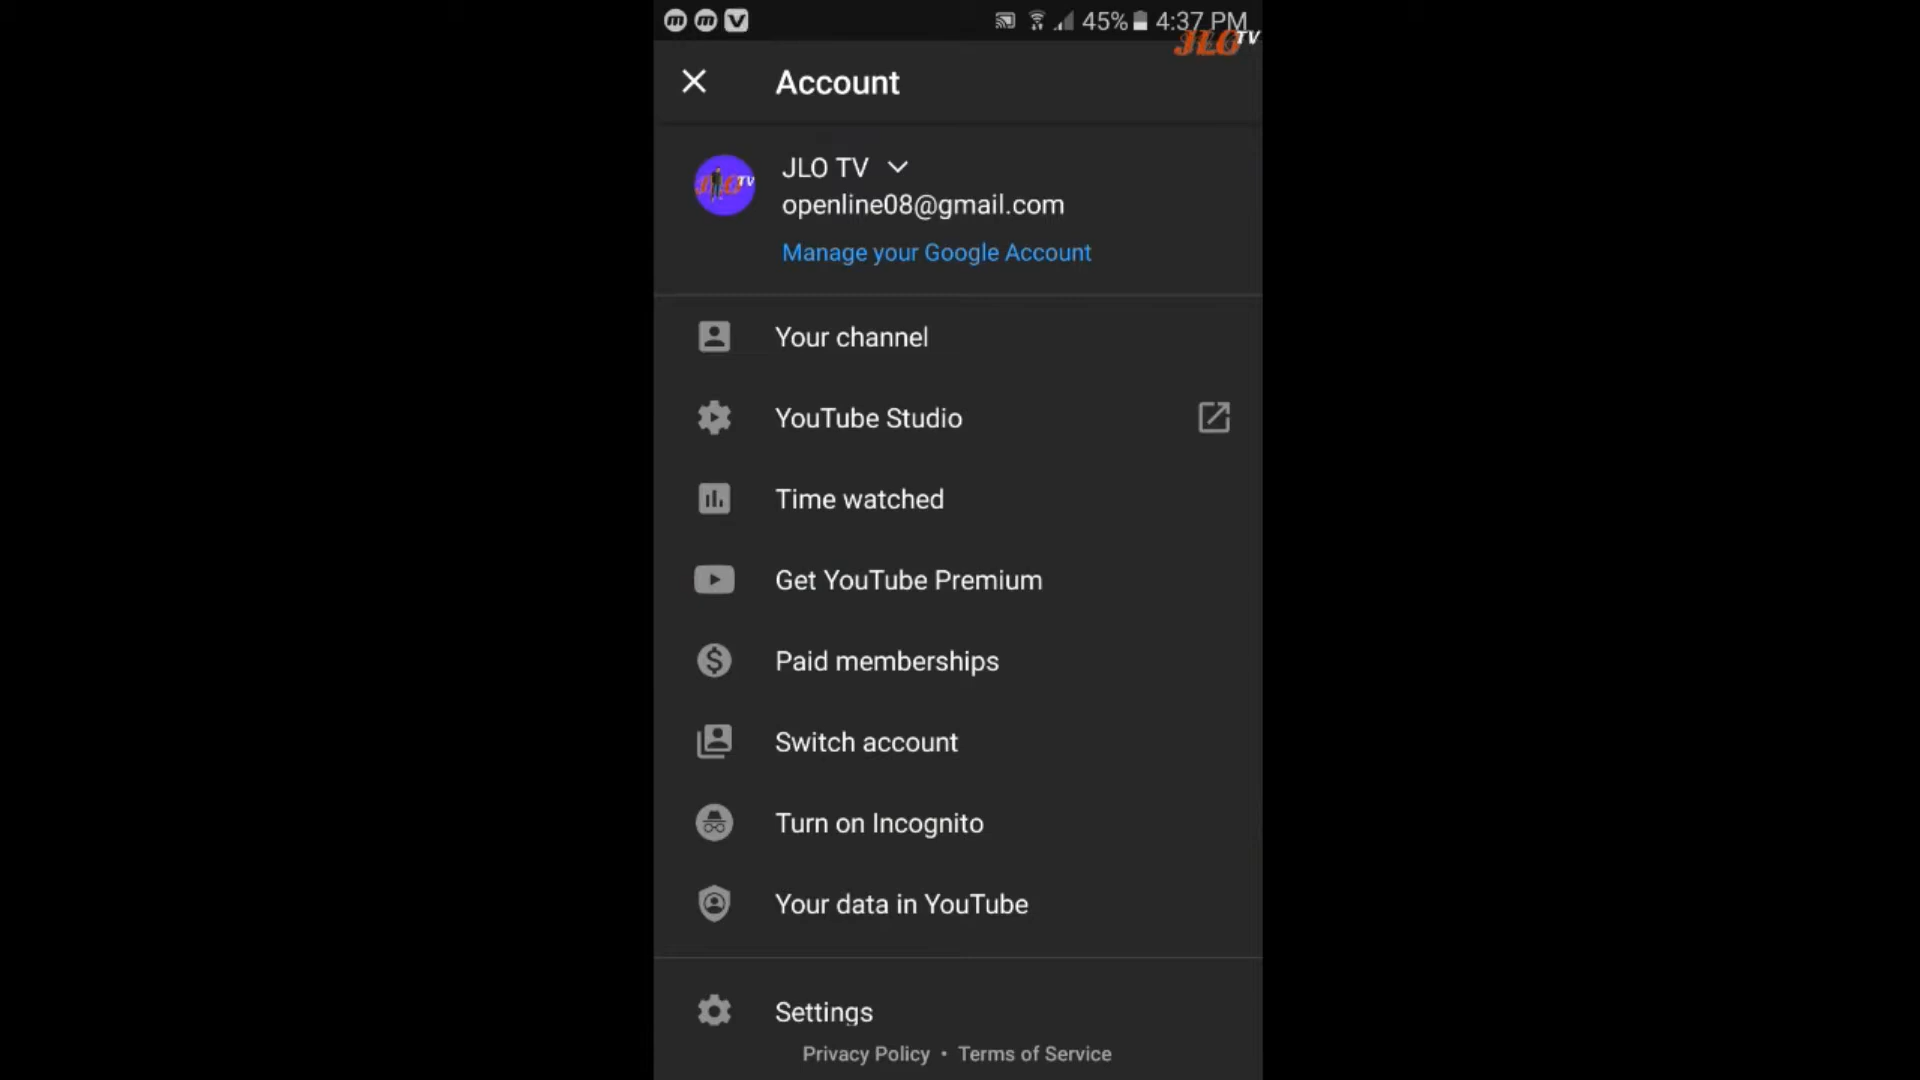 45% 4:37 PM
JLO TV
Account
JLO TV
JLO TV
openline08@gmail.com
Manage your Google Account
Your channel
YouTube Studio
Time watched
Get YouTube Premium
Paid memberships
Switch account
Turn on Incognito
Your data in YouTube
Settings
Privacy Policy • Terms of Service